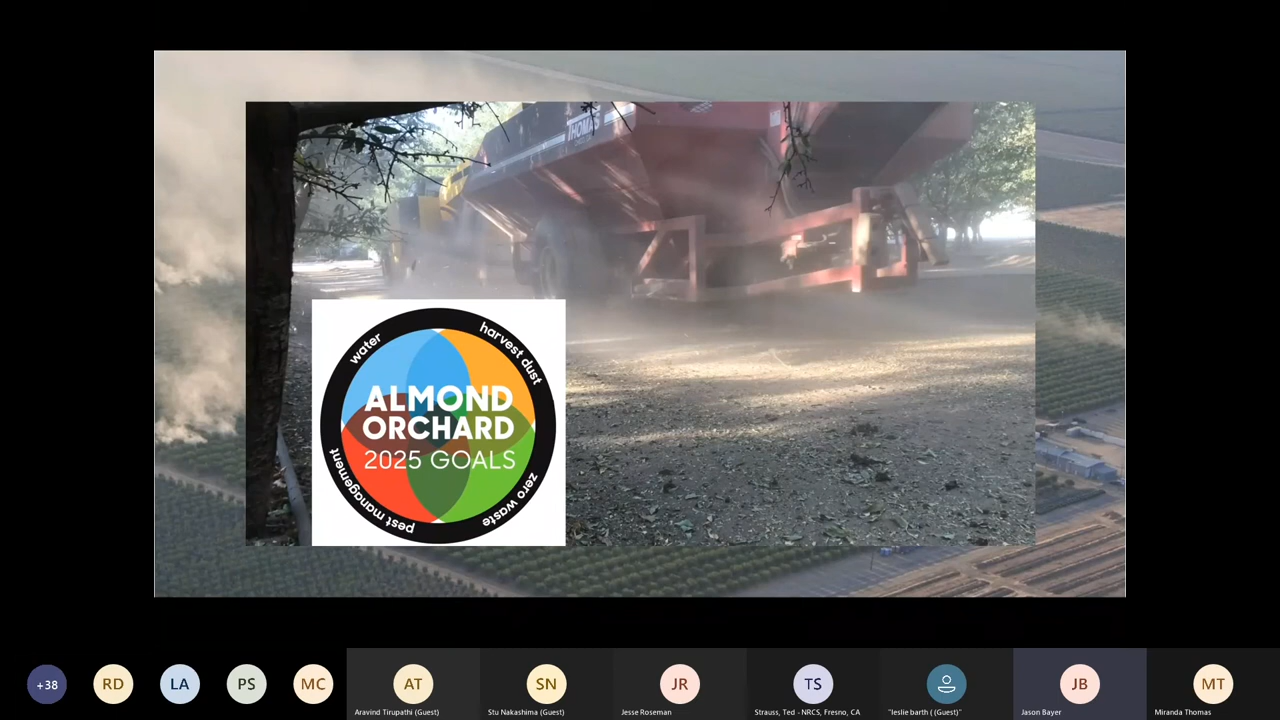 THOM
water
harvest dust
ALMOND
ORCHARD
2025 GOALS
pest management
zero waste
+38
RD
LA
PS
MC
AT
SN
JR
TS
JB
MT
Aravind Tirupathi (Guest)
Stu Nakashima (Guest)
Jesse Roseman
Strauss, Ted - NRCS, Fresno, CA
"leslie barth ( (Guest)"
Jason Bayer
Miranda Thomas